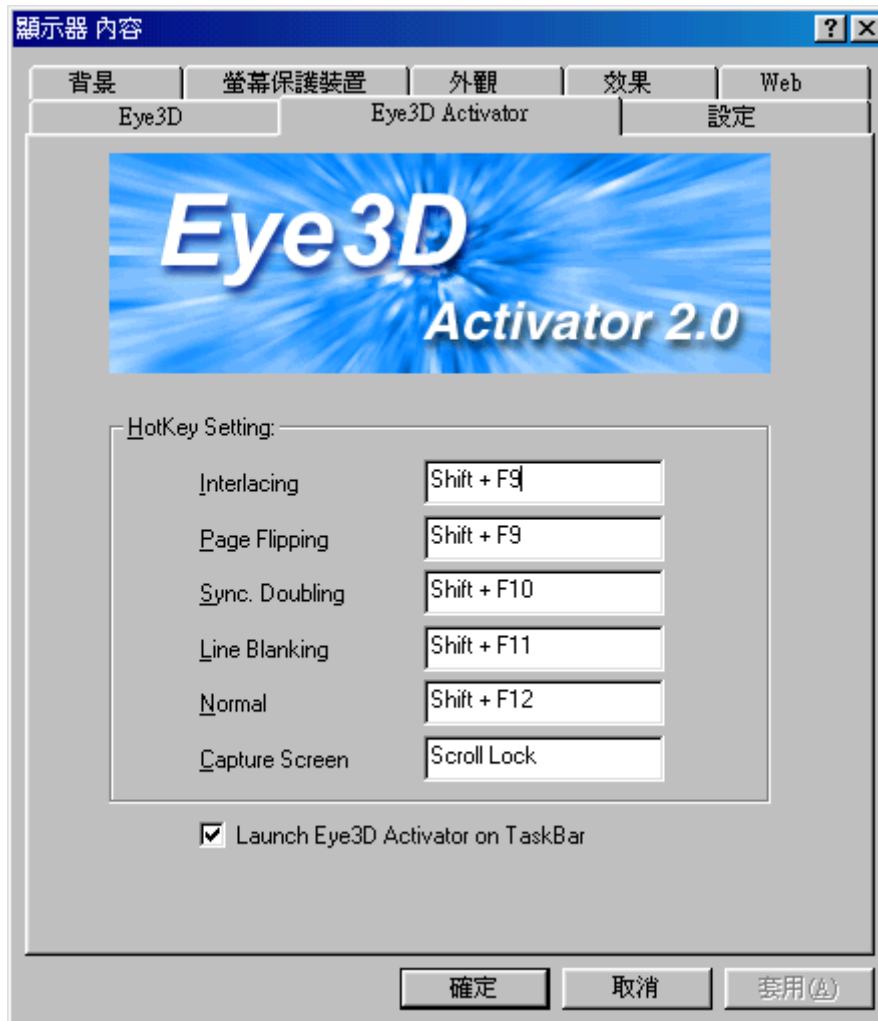 顯示器 內容
背景 螢幕保護裝置 外觀 效果 Web
Eye3D Eye3D Activator 設定
Eye3D
Activator 2.0
HotKey Setting:
Interlacing Shift + F9
Page Flipping Shift + F9
Sync. Doubling Shift + F10
Line Blanking Shift + F11
Normal Shift + F12
Capture Screen Scroll Lock
Launch Eye3D Activator on TaskBar
確定 取消 套用(A)